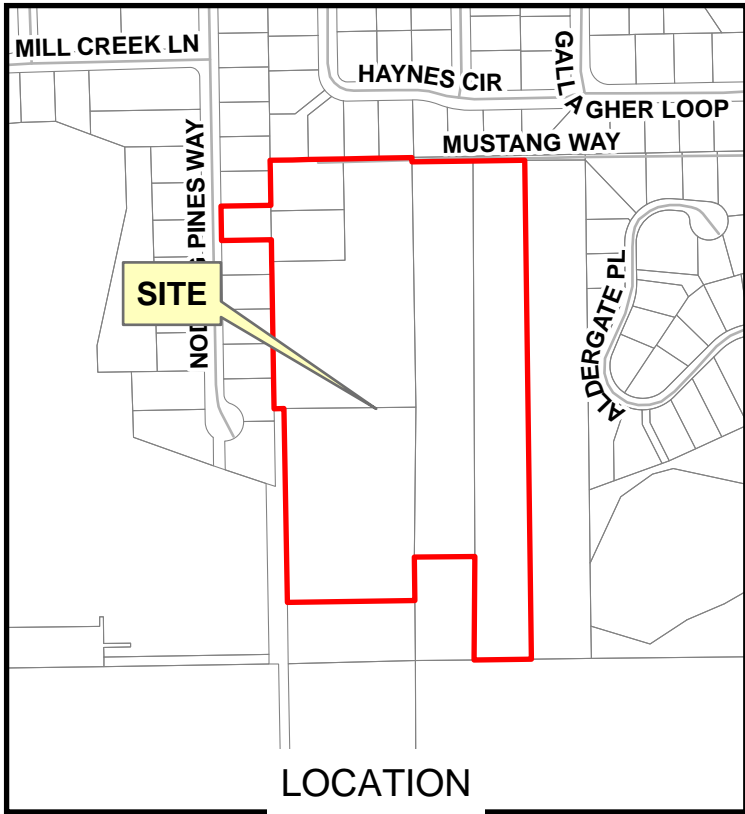 MILL CREEK LN
HAYNES CIR
GALLAGHER LOOP
MUSTANG WAY
PINES WAY
SITE
ALDERGATE PL
LOCATION